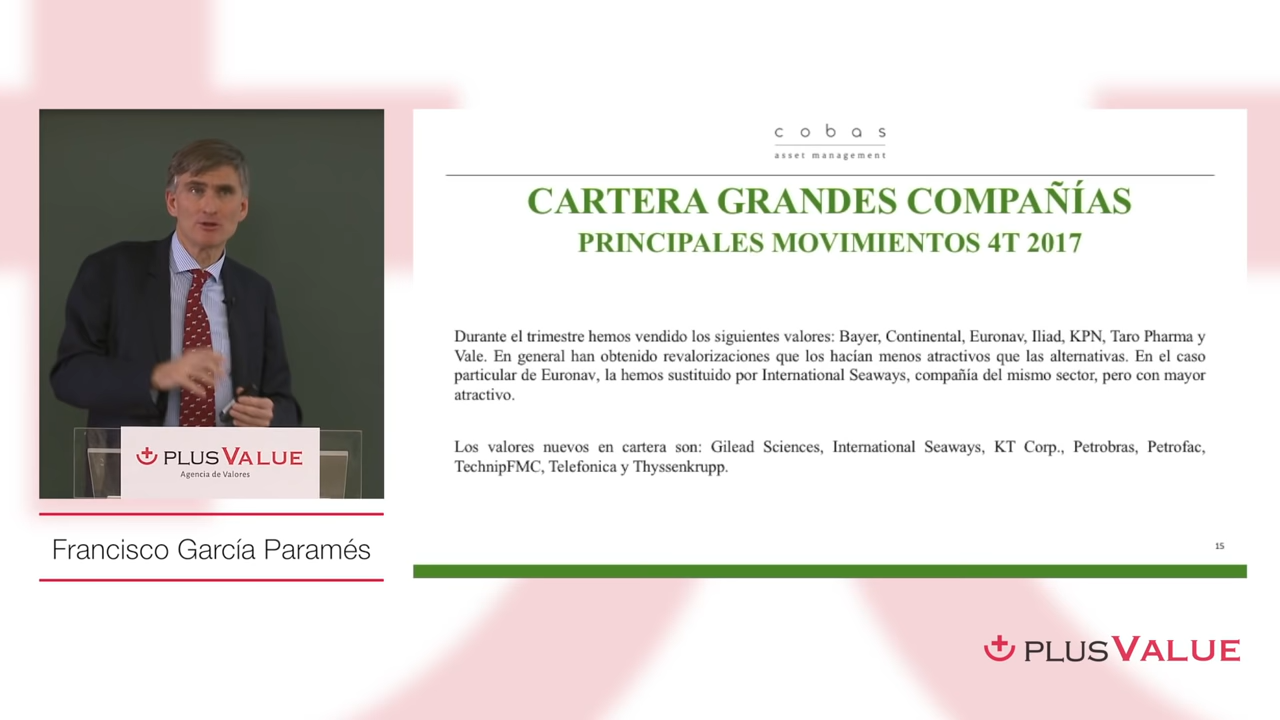 cobas
asset management
CARTERA GRANDES COMPAÑÍAS
PRINCIPALES MOVIMIENTOS 4T 2017
Durante el trimestre hemos vendido los siguientes valores: Bayer, Continental, Euronav, Iliad, KPN, Taro Pharma y
Vale. En general han obtenido revalorizaciones que los hacían menos atractivos que las alternativas. En el caso
particular de Euronav, la hemos sustituido por International Seaways, compañía del mismo sector, pero con mayor
atractivo.
Los valores nuevos en cartera son: Gilead Sciences, International Seaways, KT Corp., Petrobras, Petrofac,
TechnipFMC, Telefonica y Thyssenkrupp.
15
PLUSVALUE
Agencia de Valores
Francisco García Paramés
PLUSVALUE